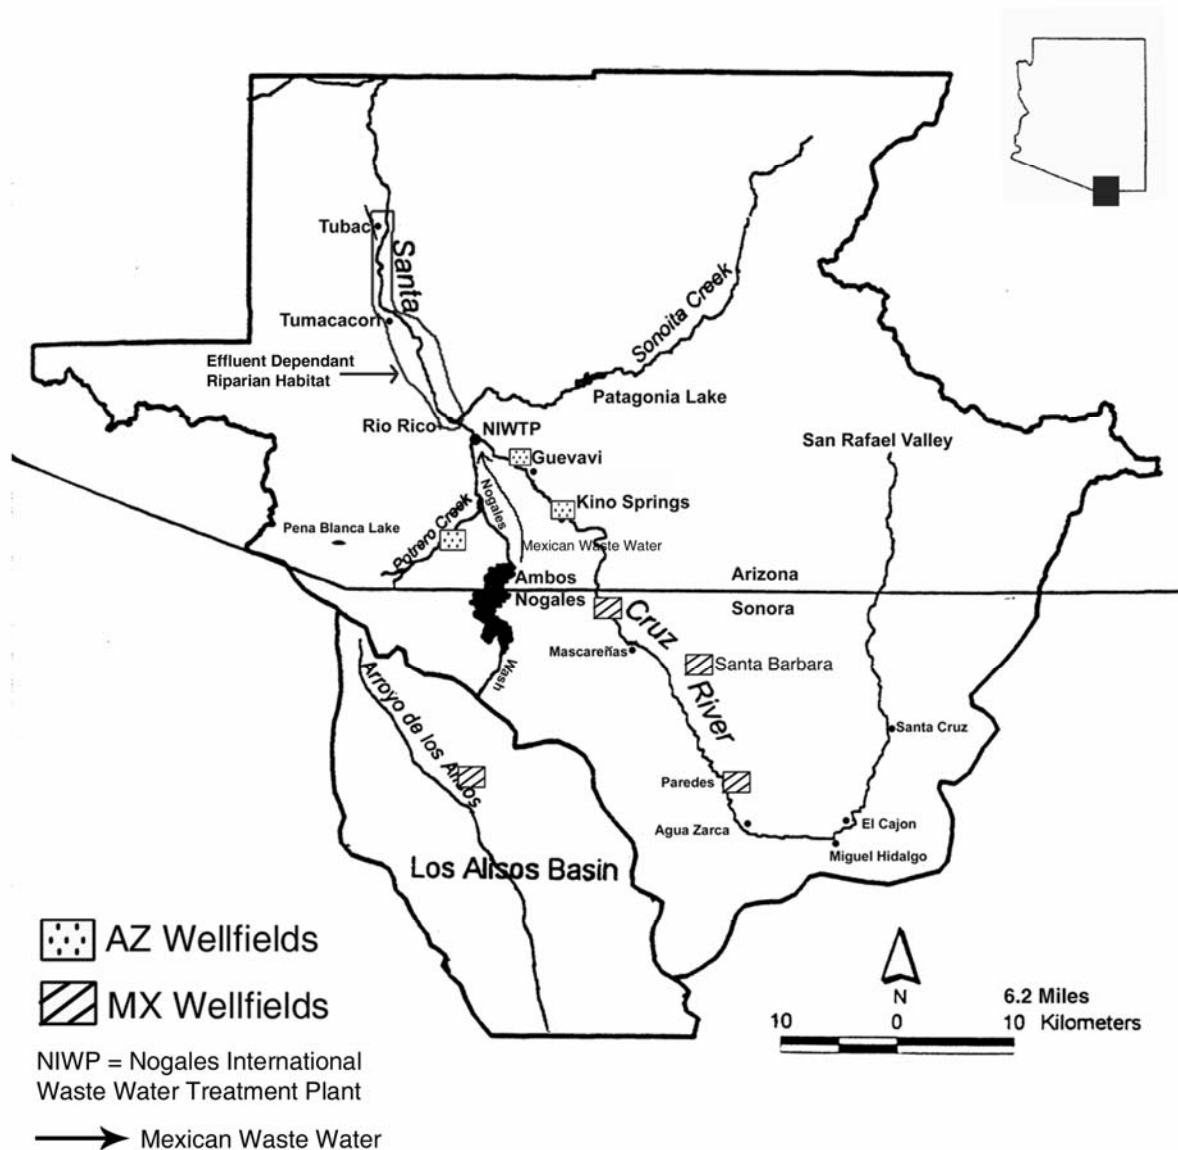 Tubac
Santa
Tumacacori
Effluent Dependant
Riparian Habitat
Sonoita Creek
Patagonia Lake
Rio Rico
NIWTP
San Rafael Valley
Guevavi
Kino Springs
Nogales
Potrero Creek
Pena Blanca Lake
Mexican Waste Water
Ambos
Nogales
Arizona
Sonora
Cruz
Mascareñas
Santa Barbara
Wash
River
Arroyo de los Alisos
Santa Cruz
Paredes
Agua Zarca
El Cajon
Miguel Hidalgo
Los Alisos Basin
AZ Wellfields
MX Wellfields
NIWP = Nogales International
Waste Water Treatment Plant
Mexican Waste Water
N
6.2 Miles
10 0 10 Kilometers